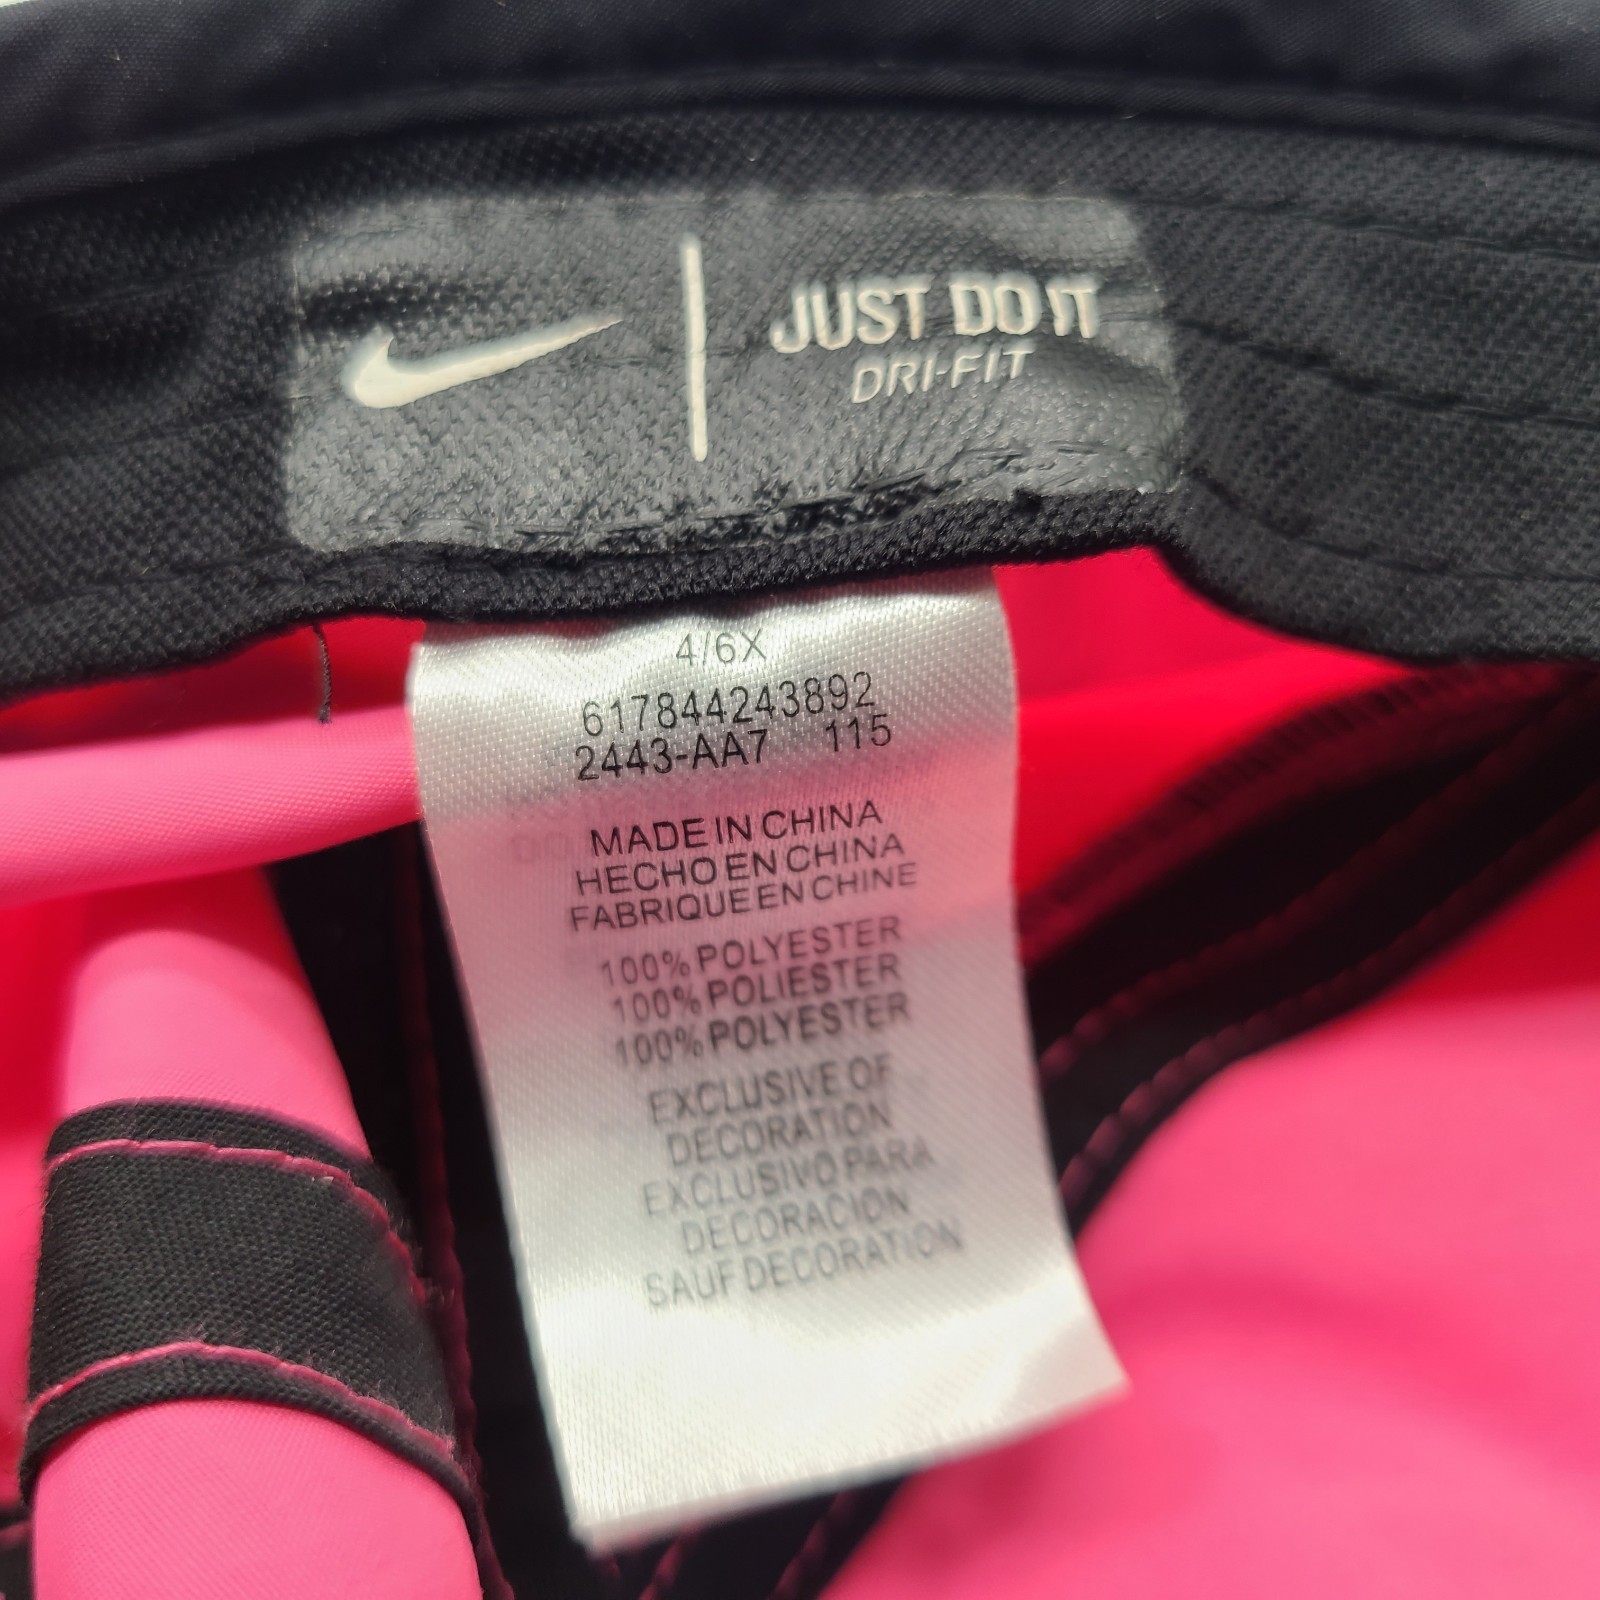 JUST DO IT
DRI-FIT
4/6X
617844243892
2443-AA7 115
MADE IN CHINA
HECHO EN CHINA
FABRIQUE EN CHINE
100% POLYESTER
100% POLIESTER
100% POLYESTER
EXCLUSIVE OF
DECORATION
EXCLUSIVO PARA
DECORACION
SAUF DECORATION